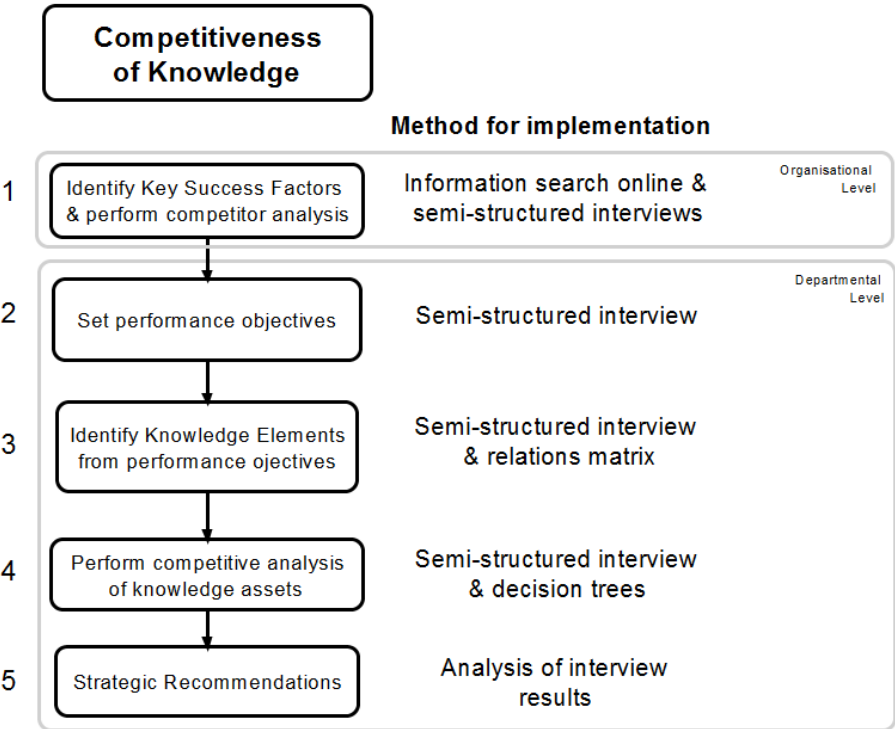 Competitiveness
of Knowledge
Method for implementation
1
Identify Key Success Factors
& perform competitor analysis
Information search online &
semi-structured interviews
Organisational
Level
2
Set performance objectives
Semi-structured interview
Departmental
Level
3
Identify Knowledge Elements
from performance ojectives
Semi-structured interview
& relations matrix
4
Perform competitive analysis
of knowledge assets
Semi-structured interview
& decision trees
5
Strategic Recommendations
Analysis of interview
results